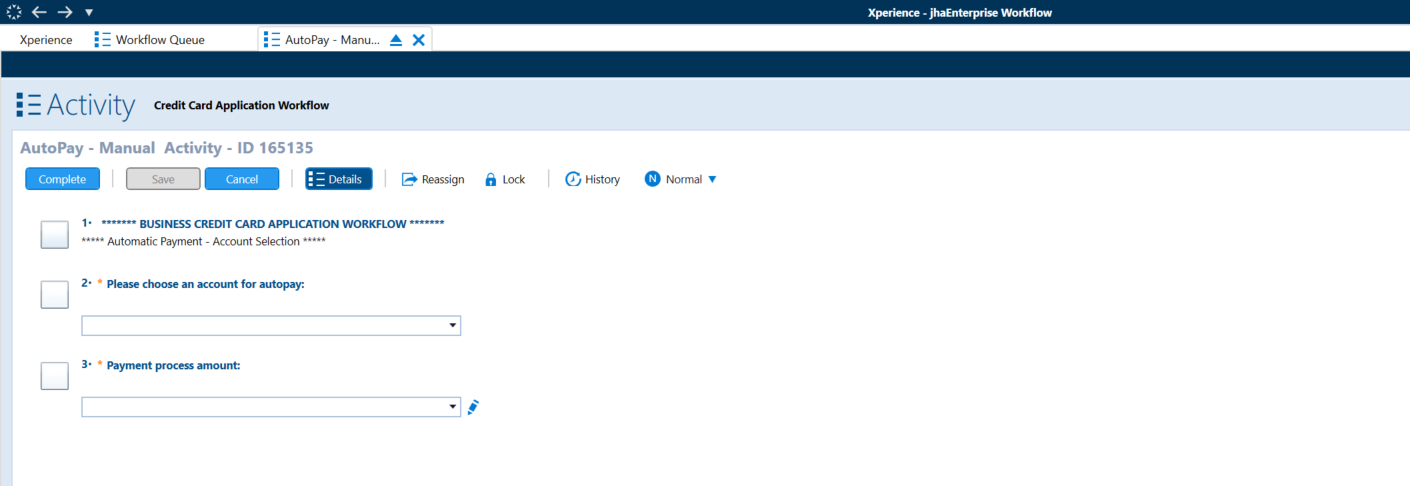 Xperience - jhaEnterprise Workflow
Xperience Workflow Queue AutoPay - Manu...
Activity Credit Card Application Workflow
AutoPay - Manual Activity - ID 165135
Complete Save Cancel Details Reassign Lock History N Normal
1· ******* BUSINESS CREDIT CARD APPLICATION WORKFLOW *******
***** Automatic Payment - Account Selection *****
2· * Please choose an account for autopay:
3· * Payment process amount: